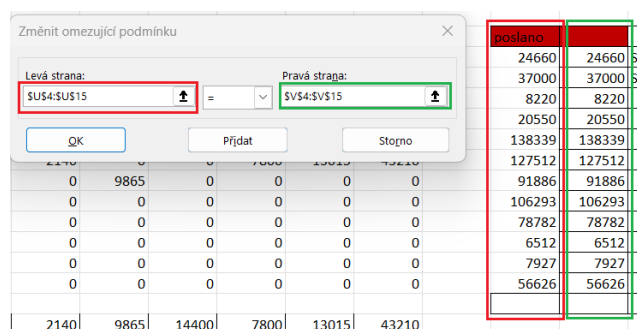 Změnit omezující podmínku
poslano
24660 24660
Levá strana: Pravá strana:
37000 37000
$U$4:$U$15 = $V$4:$V$15
8220 8220
20550 20550
OK Přidat Storno
138339 138339
2140 0 0 7800 13015 43210 127512 127512
0 9865 0 0 0 0 91886 91886
0 0 0 0 0 0 106293 106293
0 0 0 0 0 0 78782 78782
0 0 0 0 0 0 6512 6512
0 0 0 0 0 0 7927 7927
0 0 0 0 0 0 56626 56626
2140 9865 14400 7800 13015 43210